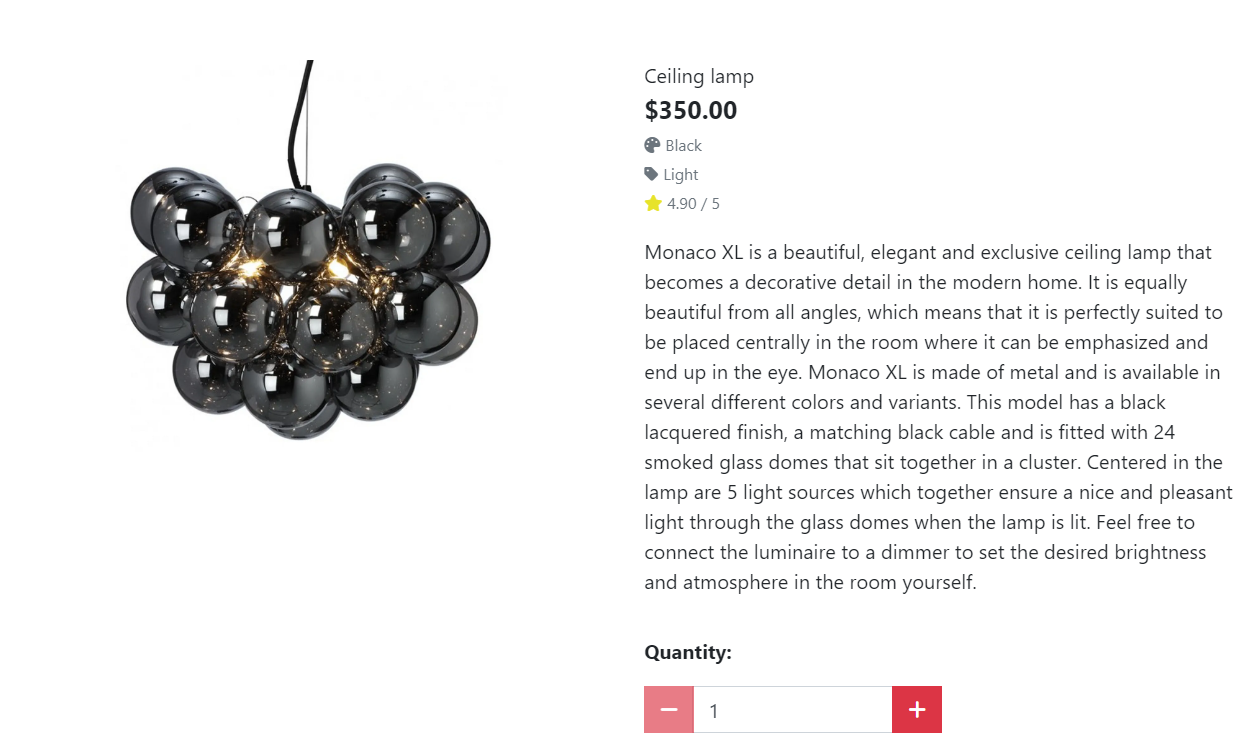 Ceiling lamp
$350.00
Black
Light
4.90 / 5
Monaco XL is a beautiful, elegant and exclusive ceiling lamp that
becomes a decorative detail in the modern home. It is equally
beautiful from all angles, which means that it is perfectly suited to
be placed centrally in the room where it can be emphasized and
end up in the eye. Monaco XL is made of metal and is available in
several different colors and variants. This model has a black
lacquered finish, a matching black cable and is fitted with 24
smoked glass domes that sit together in a cluster. Centered in the
lamp are 5 light sources which together ensure a nice and pleasant
light through the glass domes when the lamp is lit. Feel free to
connect the luminaire to a dimmer to set the desired brightness
and atmosphere in the room yourself.
Quantity:
− 1 +